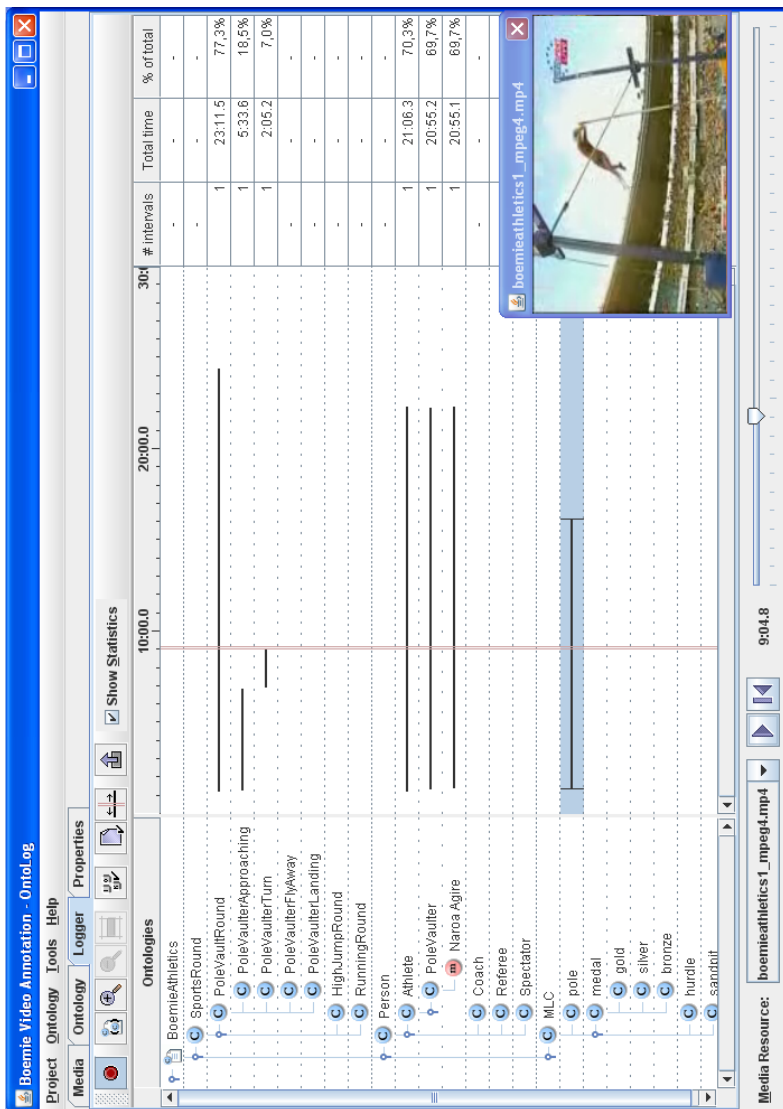 Boemie Video Annotation - OntoLog
Project Ontology Tools Help
Media Ontology Logger Properties
Show Statistics
Ontologies 10:00.0 20:00.0 30:0 # intervals Total time % of total
BoemieAthletics - - -
SportsRound - - -
PoleVaultRound 1 23:11.5 77,3%
PoleVaulterApproaching 1 5:33.6 18,5%
PoleVaulterTurn 1 2:05.2 7,0%
PoleVaulterFlyAway - - -
PoleVaulterLanding - - -
HighJumpRound - - -
RunningRound - - -
Person - - -
Athlete 1 21:06.3 70,3%
PoleVaulter 1 20:55.2 69,7%
Naroa Agire 1 20:55.1 69,7%
Coach - - -
Referee
Spectator
MLC
pole
medal
gold
silver
bronze
hurdle
sandpit
boemieathletics1_mpeg4.mp4
Media Resource: boemieathletics1_mpeg4.mp4 9:04.8